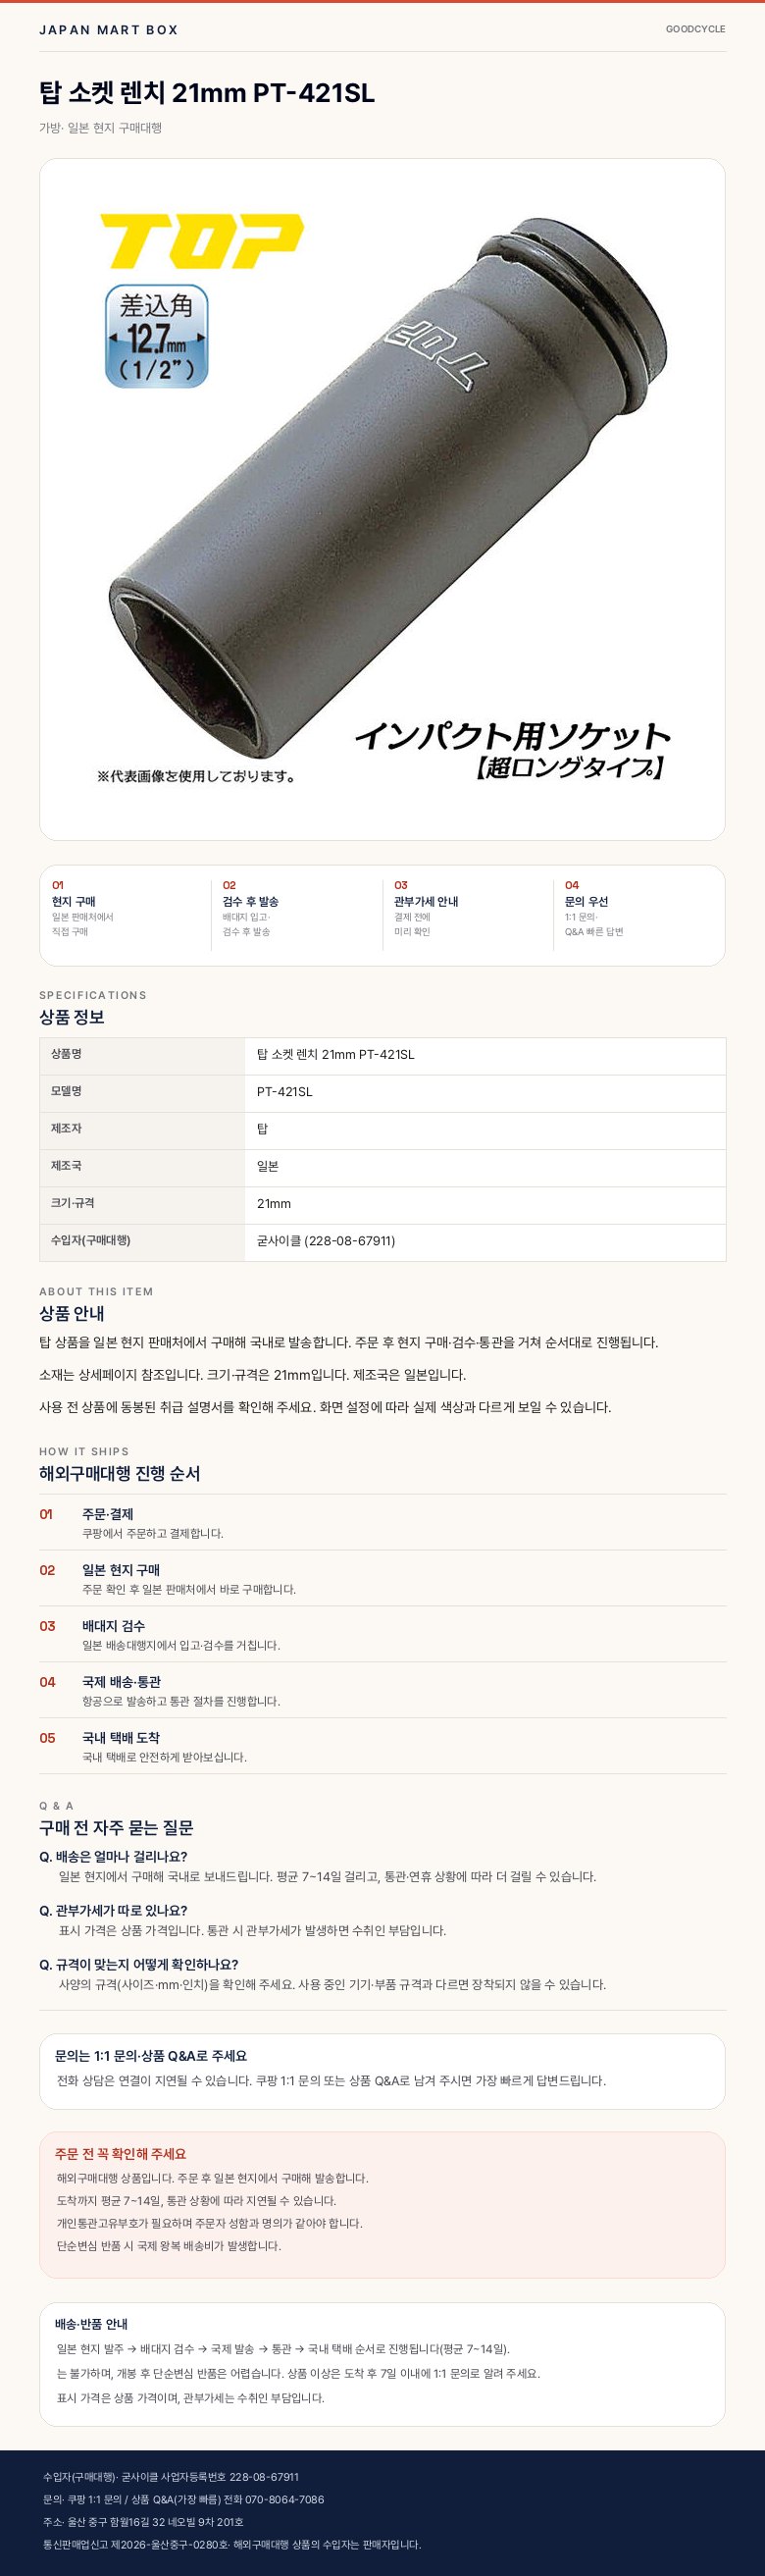 JAPAN MART BOX
GOODCYCLE
탑 소켓 렌치 21mm PT-421SL
가방· 일본 현지 구매대행
TOP
差込角
12.7mm
(1/2")
TOP
インパクト用ソケット
【超ロングタイプ】
※代表画像を使用しております。
01
현지 구매
일본 판매처에서
직접 구매
02
검수 후 발송
배대지 입고·
검수 후 발송
03
관부가세 안내
결제 전에
미리 확인
04
문의 우선
1:1 문의·
Q&A 빠른 답변
SPECIFICATIONS
상품 정보
상품명 탑 소켓 렌치 21mm PT-421SL
모델명 PT-421SL
제조자 탑
제조국 일본
크기·규격 21mm
수입자(구매대행) 굳사이클 (228-08-67911)
ABOUT THIS ITEM
상품 안내
탑 상품을 일본 현지 판매처에서 구매해 국내로 발송합니다. 주문 후 현지 구매·검수·통관을 거쳐 순서대로 진행됩니다.
소재는 상세페이지 참조입니다. 크기·규격은 21mm입니다. 제조국은 일본입니다.
사용 전 상품에 동봉된 취급 설명서를 확인해 주세요. 화면 설정에 따라 실제 색상과 다르게 보일 수 있습니다.
HOW IT SHIPS
해외구매대행 진행 순서
01 주문·결제
쿠팡에서 주문하고 결제합니다.
02 일본 현지 구매
주문 확인 후 일본 판매처에서 바로 구매합니다.
03 배대지 검수
일본 배송대행지에서 입고·검수를 거칩니다.
04 국제 배송·통관
항공으로 발송하고 통관 절차를 진행합니다.
05 국내 택배 도착
국내 택배로 안전하게 받아보십니다.
Q & A
구매 전 자주 묻는 질문
Q. 배송은 얼마나 걸리나요?
일본 현지에서 구매해 국내로 보내드립니다. 평균 7~14일 걸리고, 통관·연휴 상황에 따라 더 걸릴 수 있습니다.
Q. 관부가세가 따로 있나요?
표시 가격은 상품 가격입니다. 통관 시 관부가세가 발생하면 수취인 부담입니다.
Q. 규격이 맞는지 어떻게 확인하나요?
사양의 규격(사이즈·mm·인치)을 확인해 주세요. 사용 중인 기기·부품 규격과 다르면 장착되지 않을 수 있습니다.
문의는 1:1 문의·상품 Q&A로 주세요
전화 상담은 연결이 지연될 수 있습니다. 쿠팡 1:1 문의 또는 상품 Q&A로 남겨 주시면 가장 빠르게 답변드립니다.
주문 전 꼭 확인해 주세요
해외구매대행 상품입니다. 주문 후 일본 현지에서 구매해 발송합니다.
도착까지 평균 7~14일, 통관 상황에 따라 지연될 수 있습니다.
개인통관고유부호가 필요하며 주문자 성함과 명의가 같아야 합니다.
단순변심 반품 시 국제 왕복 배송비가 발생합니다.
배송·반품 안내
일본 현지 발주 → 배대지 검수 → 국제 발송 → 통관 → 국내 택배 순서로 진행됩니다(평균 7~14일).
는 불가하며, 개봉 후 단순변심 반품은 어렵습니다. 상품 이상은 도착 후 7일 이내에 1:1 문의로 알려 주세요.
표시 가격은 상품 가격이며, 관부가세는 수취인 부담입니다.
수입자(구매대행)· 굳사이클 사업자등록번호 228-08-67911
문의· 쿠팡 1:1 문의 / 상품 Q&A(가장 빠름) 전화 070-8064-7086
주소· 울산 중구 함월16길 32 네오빌 9차 201호
통신판매업신고 제2026-울산중구-0280호· 해외구매대행 상품의 수입자는 판매자입니다.